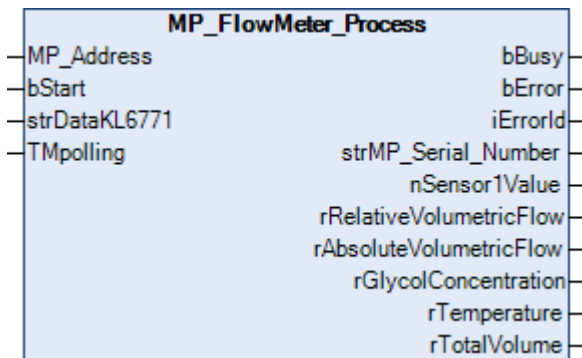 MP_FlowMeter_Process
MP_Address bBusy
bStart bError
strDataKL6771 iErrorId
TMpolling strMP_Serial_Number
nSensor1Value
rRelativeVolumetricFlow
rAbsoluteVolumetricFlow
rGlycolConcentration
rTemperature
rTotalVolume